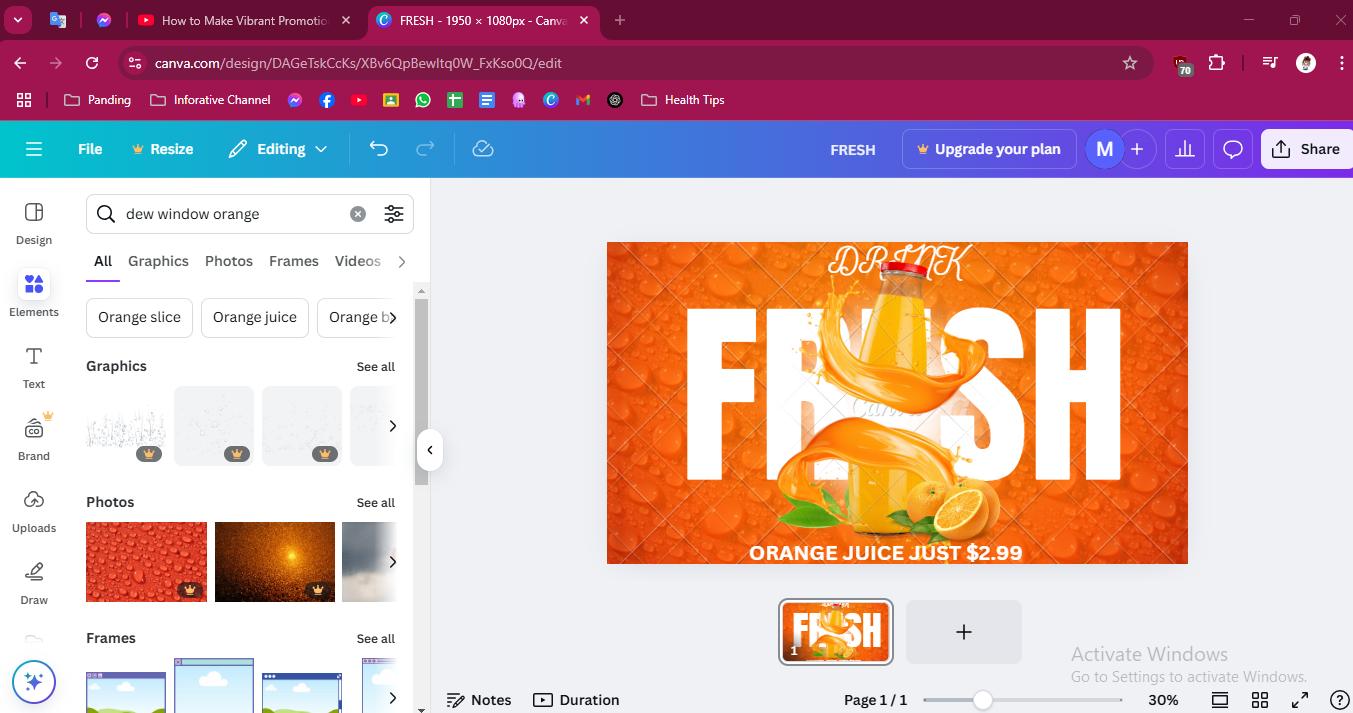 How to Make Vibrant Promotio
FRESH - 1950 × 1080px - Canva
canva.com/design/DAGeTskCcKs/XBv6QpBewItq0W_FxKso0Q/edit
70
Panding
Inforative Channel
Health Tips
File
Resize
Editing
FRESH
Upgrade your plan
M
Share
dew window orange
Design
Elements
Text
Brand
Uploads
Draw
All
Graphics
Photos
Frames
Videos
Orange slice
Orange juice
Orange b
Graphics
See all
Photos
See all
Frames
See all
DRINK
FRESH
Canva
ORANGE JUICE JUST $2.99
FRESH
1
Activate Windows
Go to Settings to activate Windows.
Notes
Duration
Page 1 / 1
30%